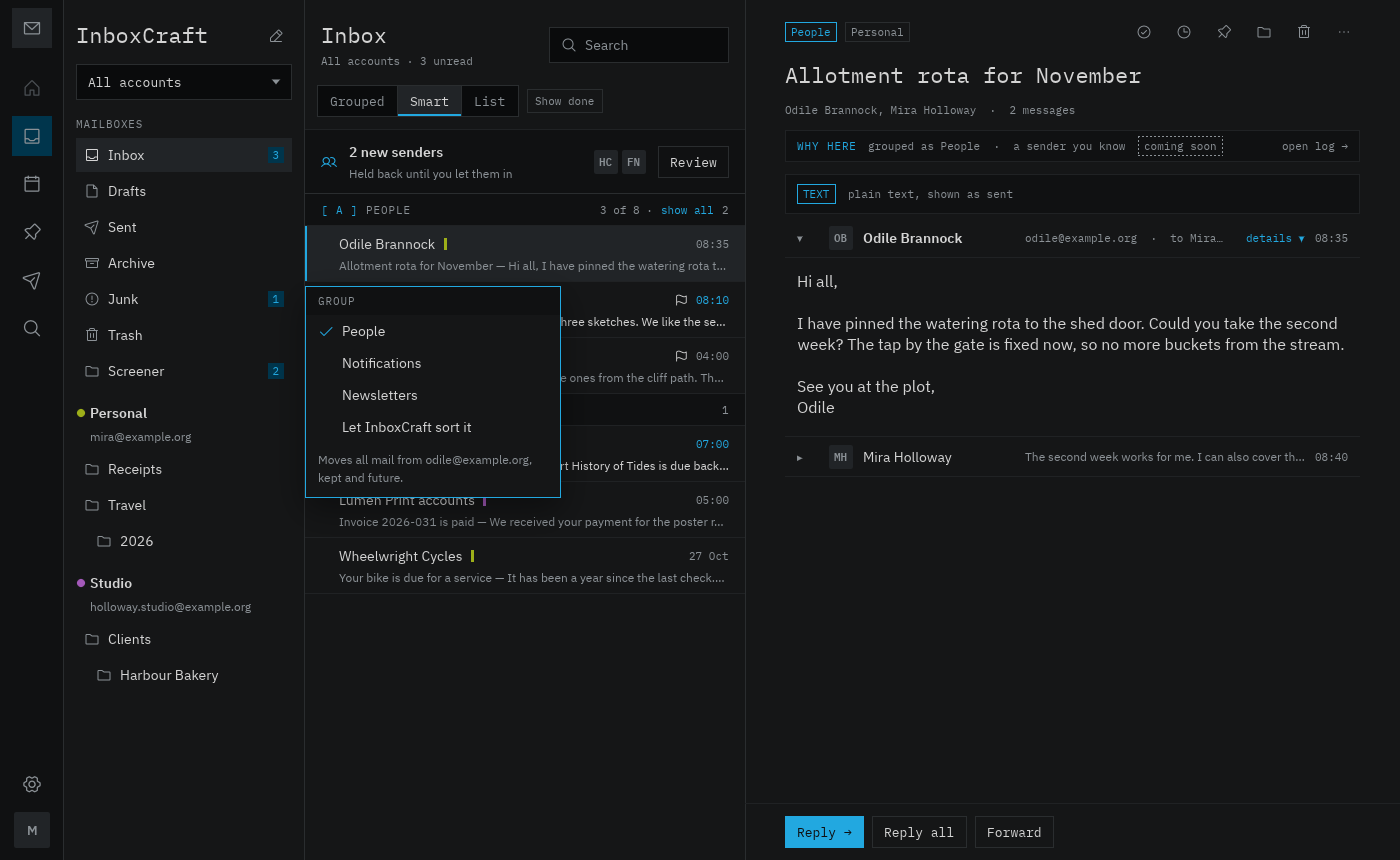 InboxCraft
All accounts
MAILBOXES
Inbox 3
Drafts
Sent
Archive
Junk 1
Trash
Screener 2
Personal
mira@example.org
Receipts
Travel
2026
Studio
holloway.studio@example.org
Clients
Harbour Bakery
M
Inbox
All accounts · 3 unread
Search
Grouped Smart List Show done
2 new senders
Held back until you let them in
HC FN Review
[ A ] PEOPLE 3 of 8 · show all 2
Odile Brannock 08:35
Allotment rota for November — Hi all, I have pinned the watering rota t…
08:10
hree sketches. We like the se…
04:00
e ones from the cliff path. Th…
1
07:00
rt History of Tides is due back…
Lumen Print accounts 05:00
Invoice 2026-031 is paid — We received your payment for the poster r…
Wheelwright Cycles 27 Oct
Your bike is due for a service — It has been a year since the last check.…
GROUP
People
Notifications
Newsletters
Let InboxCraft sort it
Moves all mail from odile@example.org,
kept and future.
People Personal
Allotment rota for November
Odile Brannock, Mira Holloway · 2 messages
WHY HERE grouped as People · a sender you know coming soon open log →
TEXT plain text, shown as sent
▾ OB Odile Brannock odile@example.org · to Mira… details ▾ 08:35
Hi all,
I have pinned the watering rota to the shed door. Could you take the second
week? The tap by the gate is fixed now, so no more buckets from the stream.
See you at the plot,
Odile
▸ MH Mira Holloway The second week works for me. I can also cover th… 08:40
Reply → Reply all Forward